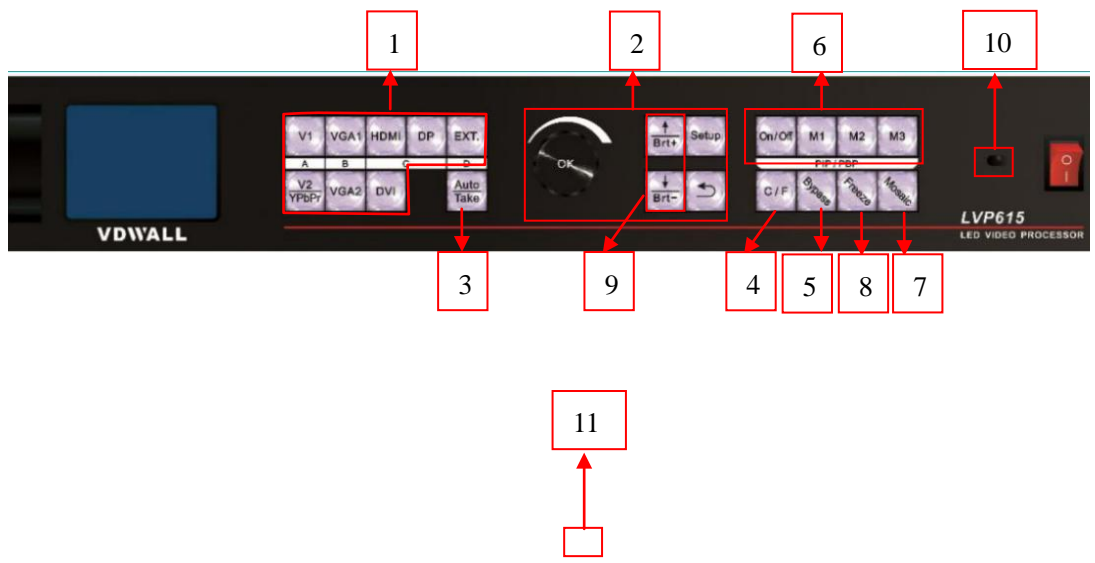 1
2
6
10
V1 VGA1 HDMI DP EXT. ↑ Brt+ Setup On/Off M1 M2 M3
OK
A B C D PIP/PBP
V2 YPbPr VGA2 DVI Auto Take ↓ Brt- C/F Bypass Freeze Mosaic
O
I
VDWALL
LVP615
LED VIDEO PROCESSOR
3
9
4
5
8
7
11